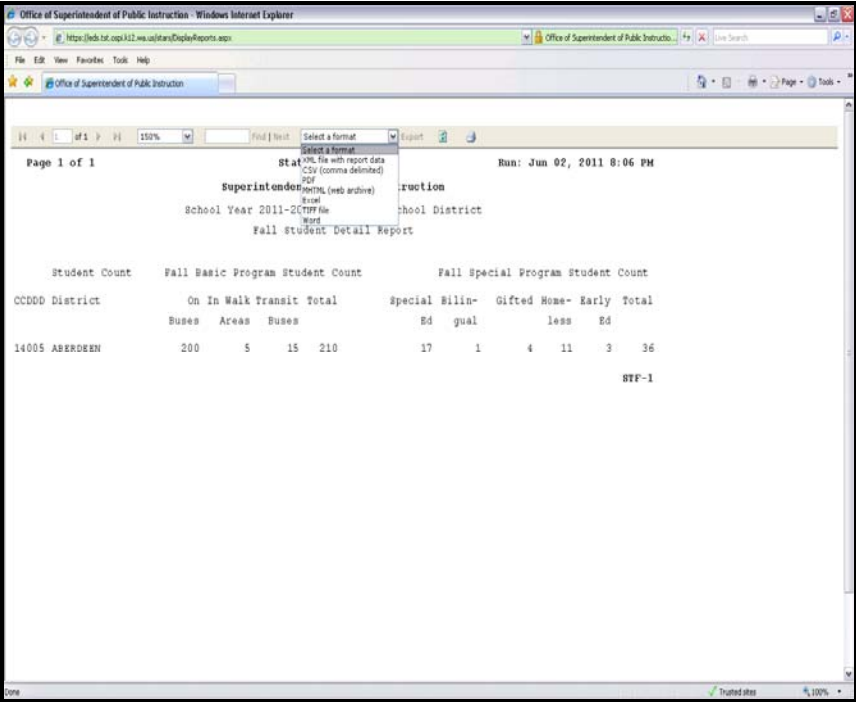 Office of Superintendent of Public Instruction - Windows Internet Explorer
https://eds.tst.ospi.k12.wa.us/stars/DisplayReports.aspx Office of Superintendent of Public Instructio... Live Search
File Edit View Favorites Tools Help
Office of Superintendent of Public Instruction Page Tools
1 of 1 150% Find | Next Select a format Export
Select a format
XML file with report data
CSV (comma delimited)
PDF
MHTML (web archive)
Excel
TIFF file
Word
Page 1 of 1 Stat Run: Jun 02, 2011 8:06 PM
Superintenden ruction
School Year 2011-20 chool District
Fall Student Detail Report
Student Count Fall Basic Program Student Count Fall Special Program Student Count
CCDDD District On In Walk Transit Total Special Bilin- Gifted Home- Early Total
Buses Areas Buses Ed gual less Ed
14005 ABERDEEN 200 5 15 210 17 1 4 11 3 36
STF-1
Done Trusted sites 100%